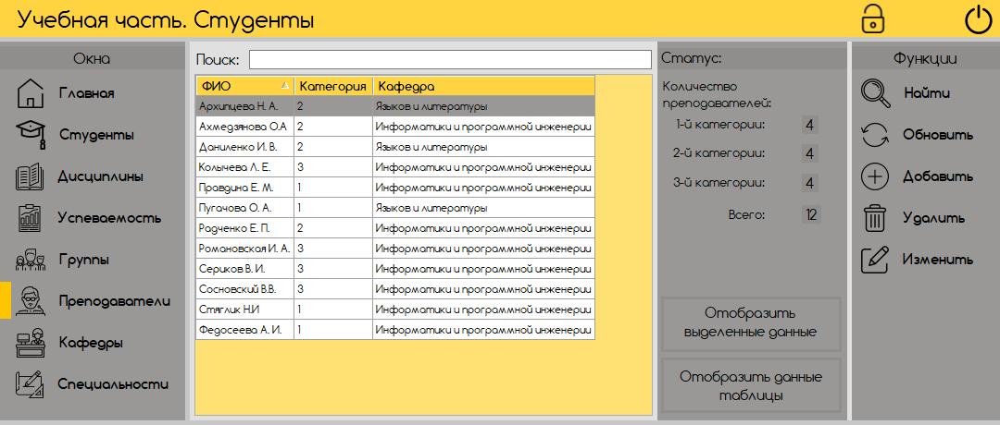 Учебная часть. Студенты
Окна
Главная
Студенты
Дисциплины
Успеваемость
Группы
Преподаватели
Кафедры
Специальности
Поиск:
ФИО Категория Кафедра
Архипцева Н. А. 2 Языков и литературы
Ахмедзянова О.А 2 Информатики и программной инженерии
Даниленко И. В. 2 Языков и литературы
Колычева Л. Е. 3 Информатики и программной инженерии
Правдина Е. М. 1 Информатики и программной инженерии
Пугачова О. А. 1 Языков и литературы
Радченко Е. П. 2 Информатики и программной инженерии
Романовская И. А. 3 Информатики и программной инженерии
Сериков В. И. 3 Информатики и программной инженерии
Сосновский В.В. 3 Информатики и программной инженерии
Стяглик Н.И 1 Информатики и программной инженерии
Федосеева А. И. 1 Информатики и программной инженерии
Статус:
Количество
преподавателей:
1-й категории: 4
2-й категории: 4
3-й категории: 4
Всего: 12
Отобразить
выделенные данные
Отобразить данные
таблицы
Функции
Найти
Обновить
Добавить
Удалить
Изменить